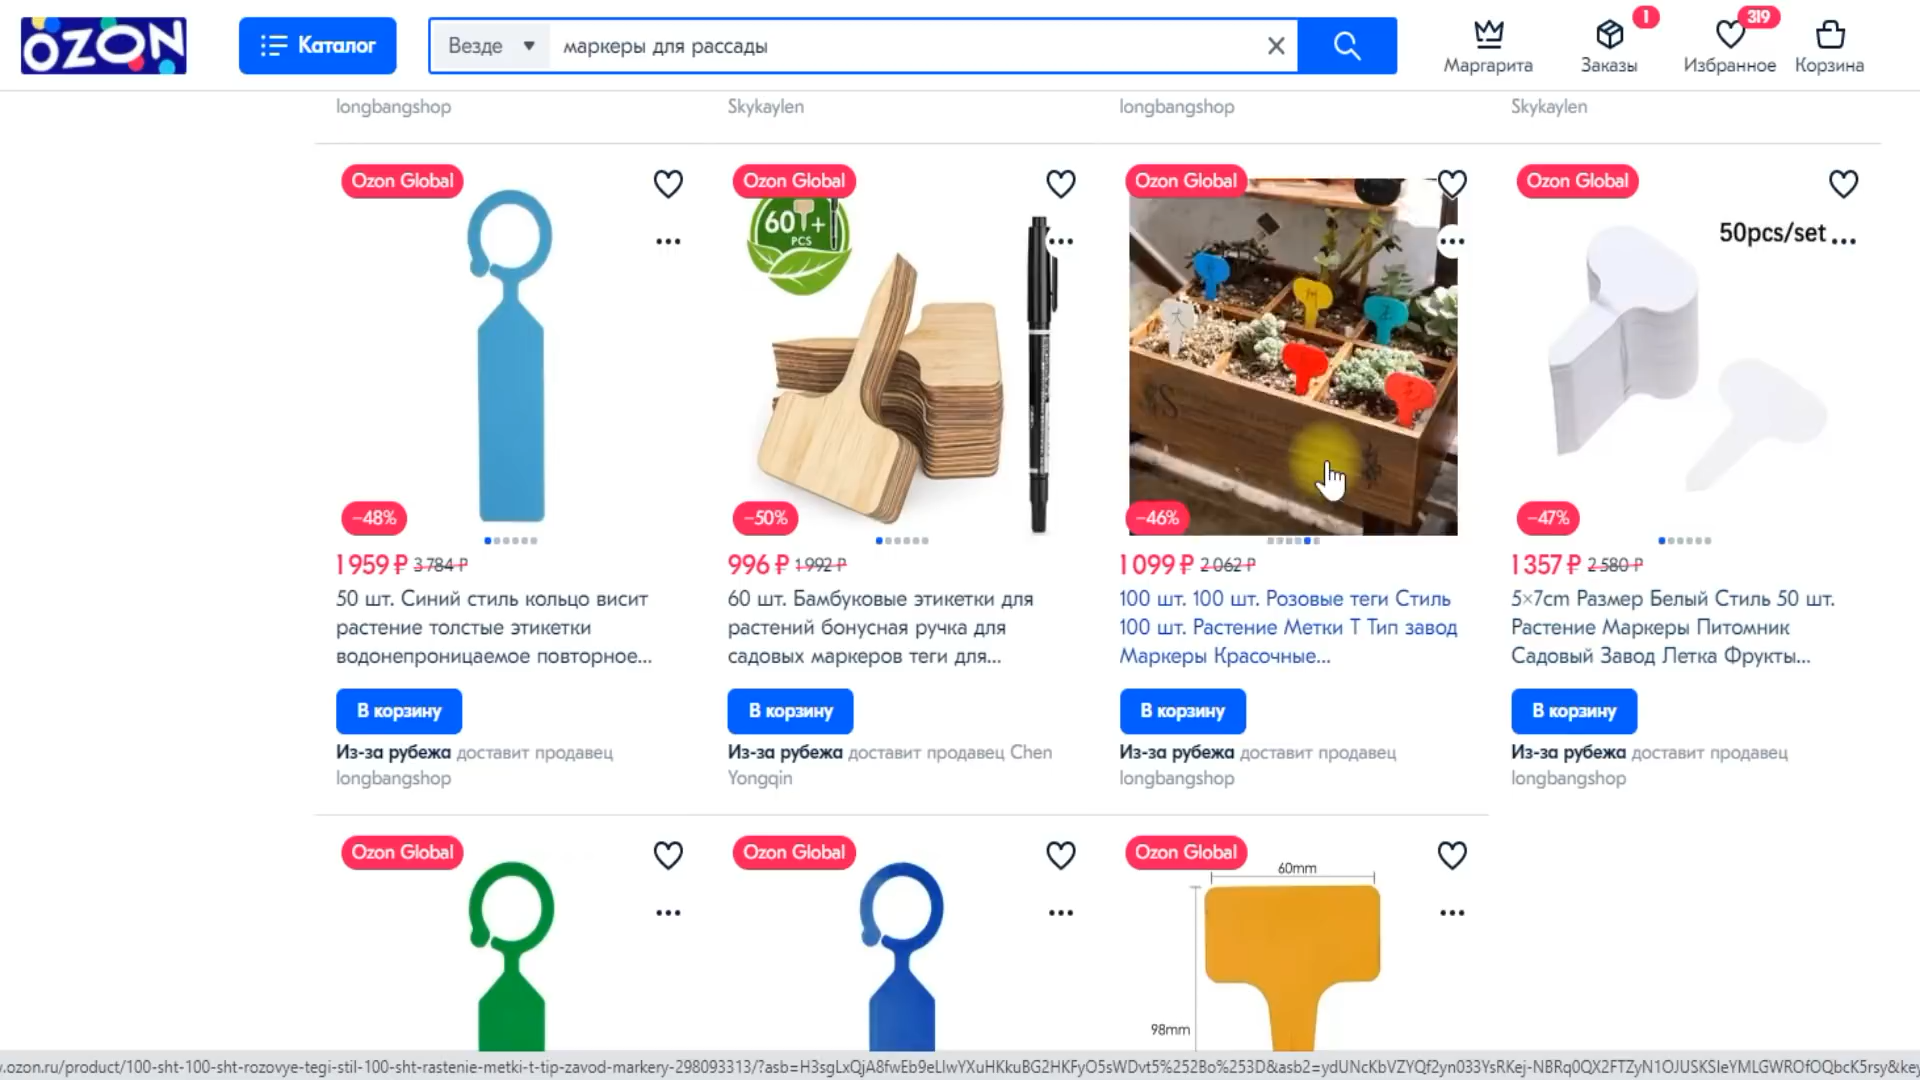 OZON
Каталог
Везде
маркеры для рассады
Маргарита
1
Заказы
319
Избранное
Корзина
longbangshop
Skykaylen
longbangshop
Skykaylen
Ozon Global
−48%
1 959 ₽ 3 784 ₽
50 шт. Синий стиль кольцо висит
растение толстые этикетки
водонепроницаемое повторное...
В корзину
Из-за рубежа доставит продавец
longbangshop
Ozon Global
60+
PCS
−50%
996 ₽ 1 992 ₽
60 шт. Бамбуковые этикетки для
растений бонусная ручка для
садовых маркеров теги для...
В корзину
Из-за рубежа доставит продавец Chen
Yongqin
Ozon Global
−46%
1 099 ₽ 2 062 ₽
100 шт. 100 шт. Розовые теги Стиль
100 шт. Растение Метки Т Тип завод
Маркеры Красочные...
В корзину
Из-за рубежа доставит продавец
longbangshop
Ozon Global
50pcs/set
−47%
1 357 ₽ 2 580 ₽
5×7cm Размер Белый Стиль 50 шт.
Растение Маркеры Питомник
Садовый Завод Летка Фрукты...
В корзину
Из-за рубежа доставит продавец
longbangshop
Ozon Global
Ozon Global
Ozon Global
60mm
98mm